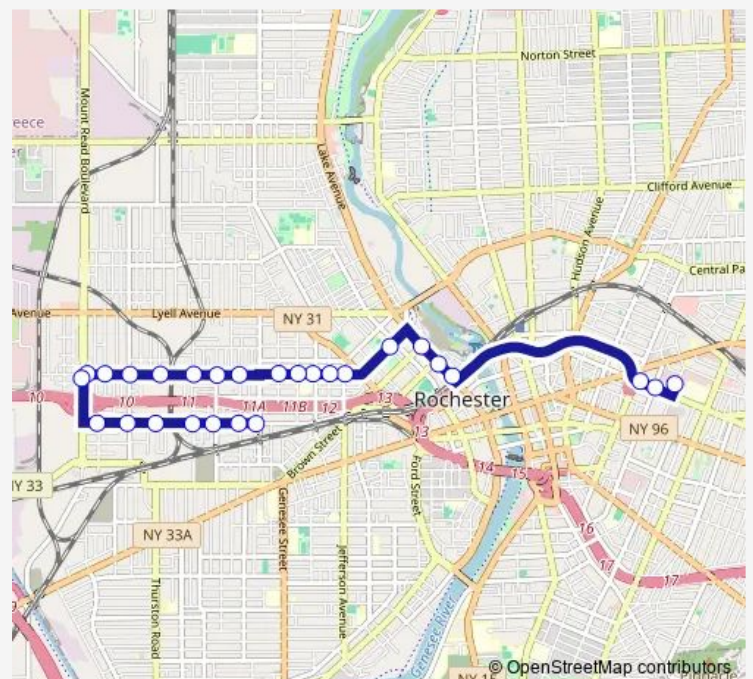 Norton Street
Mount Read Boulevard
eece
Lake Avenue
Clifford Avenue
Hudson Avenue
Central Pa
Avenue
Lyell Avenue
NY 31
10
10
11
11A
11B
12
13
Rochester
13
NY 96
Brown Street
NY 33
14
15
Ford Street
NY 33A
Genesee Street
Jefferson Avenue
16
Thurston Road
17
17
Genesee River
© OpenStreetMap contributors
NY 15